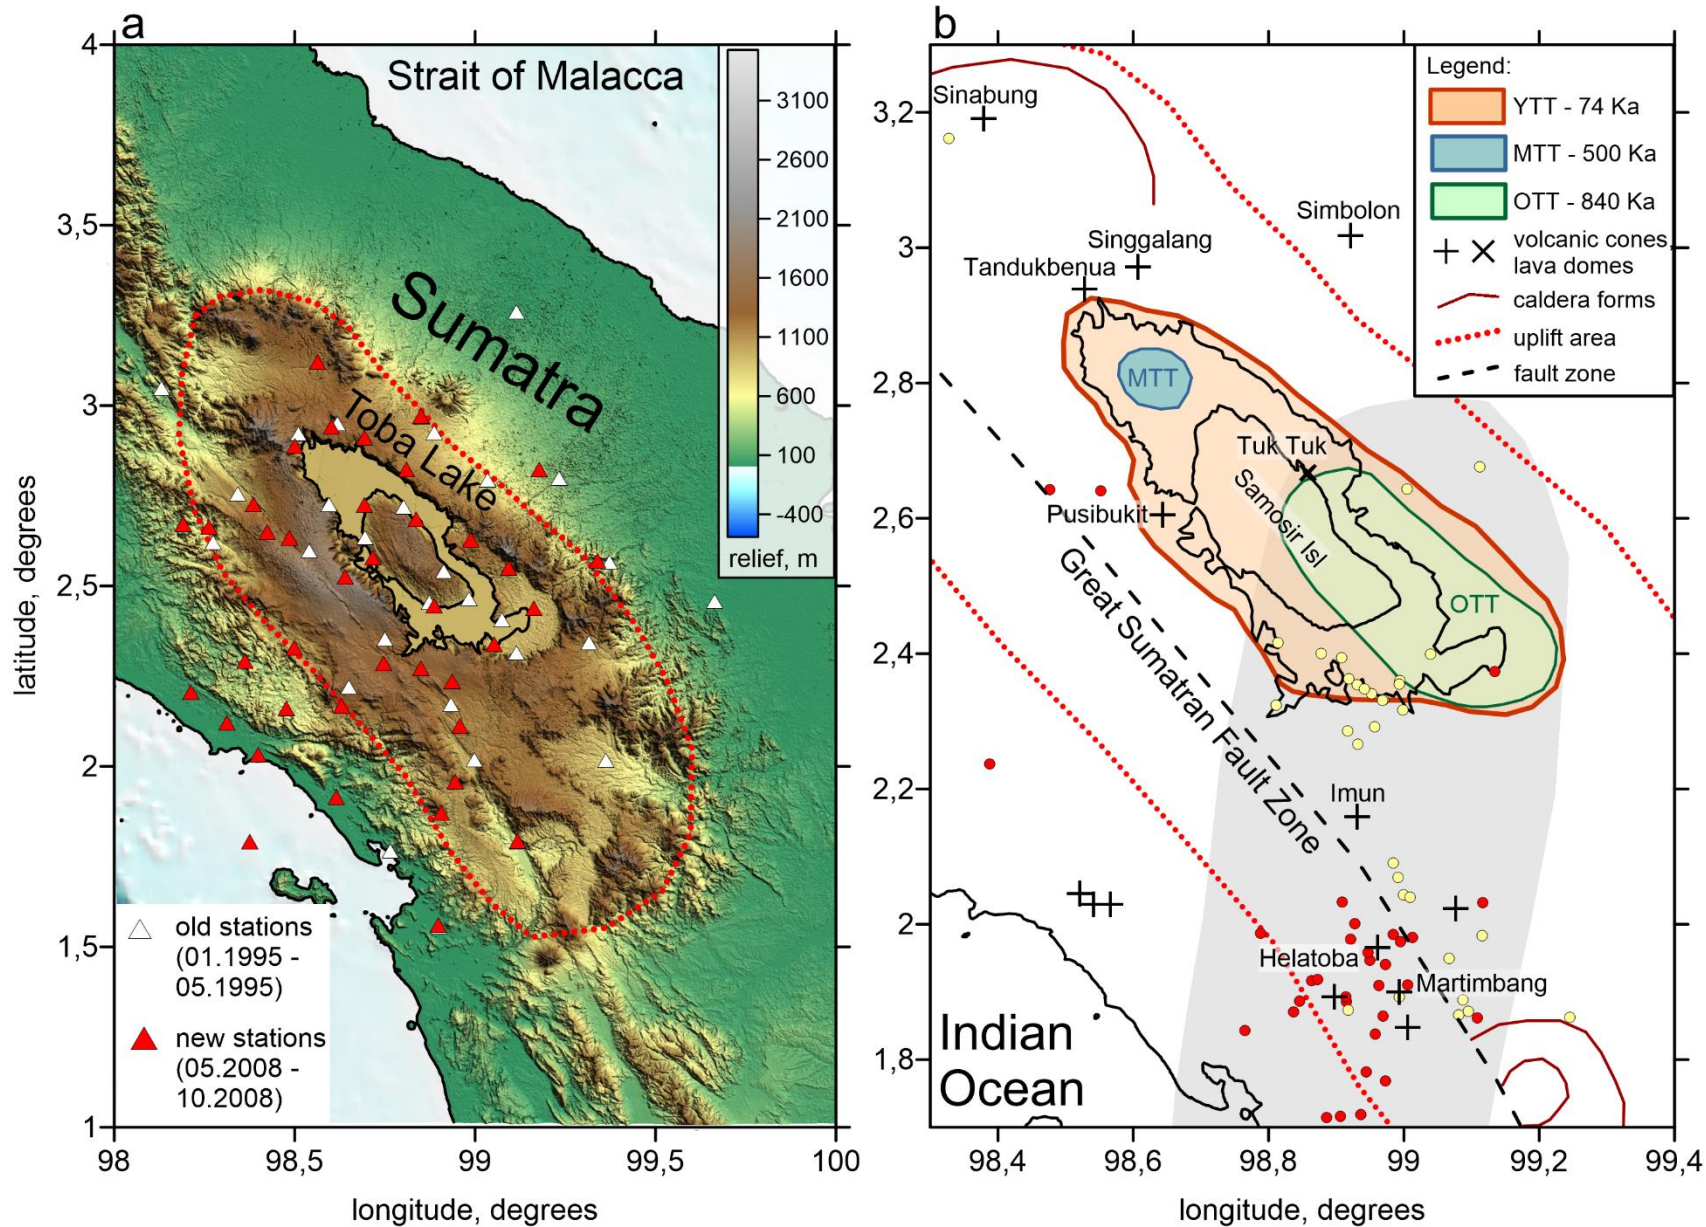 a
Strait of Malacca
Sumatra
Toba Lake
3100
2600
2100
1600
1100
600
100
-400
relief, m
old stations
(01.1995 -
05.1995)
new stations
(05.2008 -
10.2008)
4
3,5
3
2,5
2
1,5
1
latitude, degrees
98
98,5
99
99,5
100
longitude, degrees
b
Legend:
YTT - 74 Ka
MTT - 500 Ka
OTT - 840 Ka
volcanic cones,
lava domes
caldera forms
uplift area
fault zone
Sinabung
Simbolon
Singgalang
Tandukbenua
MTT
Tuk Tuk
Samosir Isl
Pusibukit
OTT
Great Sumatran Fault Zone
Imun
Helatoba
Martimbang
Indian
Ocean
3,2
3
2,8
2,6
2,4
2,2
2
1,8
98,4
98,6
98,8
99
99,2
99,4
longitude, degrees